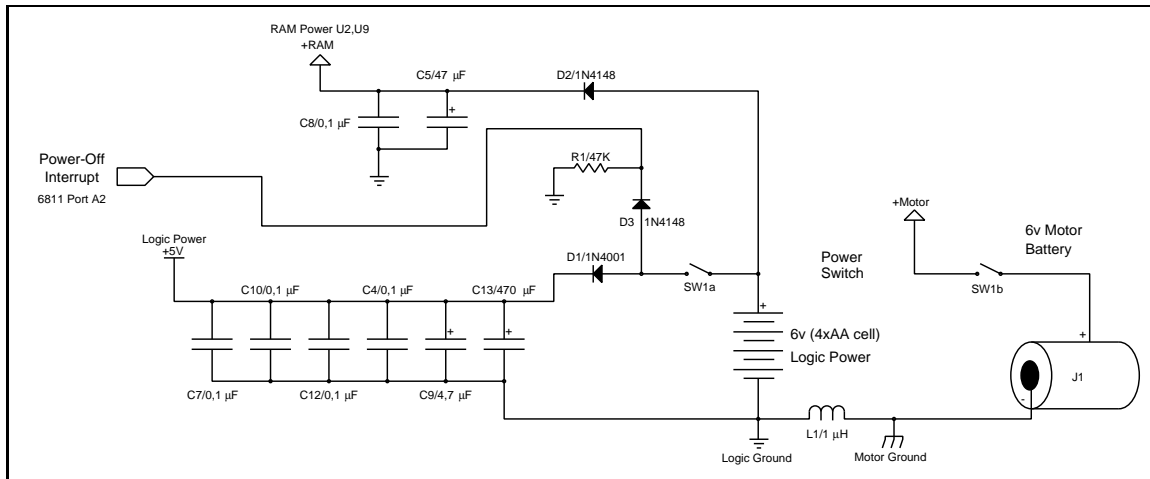 RAM Power U2,U9
+RAM
C5/47 μF
D2/1N4148
C8/0,1 μF
+
R1/47K
Power-Off
Interrupt
6811 Port A2
D3 1N4148
+Motor
6v Motor
Battery
Logic Power
+5V
D1/1N4001
Power
Switch
SW1a
SW1b
C10/0,1 μF
C4/0,1 μF
C13/470 μF
+
+
+
+
6v (4xAA cell)
Logic Power
J1
-
C7/0,1 μF
C12/0,1 μF
C9/4,7 μF
L1/1 μH
Logic Ground
Motor Ground